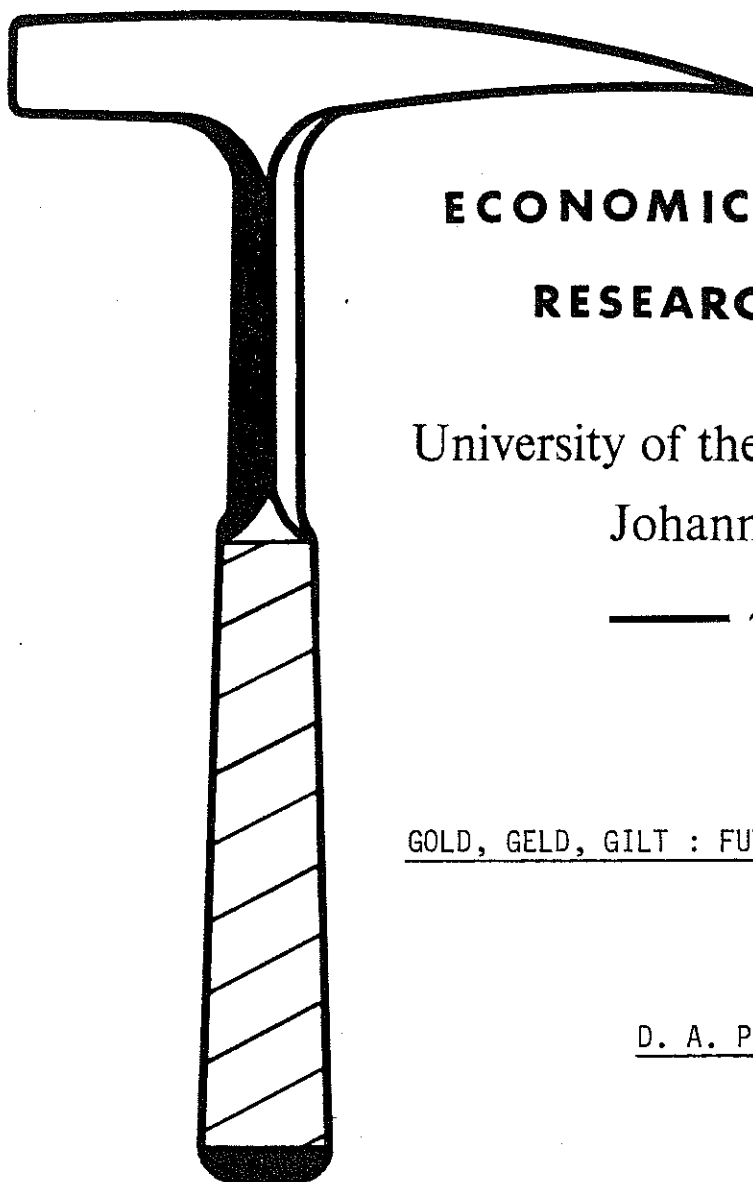 ECONOMIC
RESEARC
University of the
Johann
GOLD, GELD, GILT : FU
D. A. P